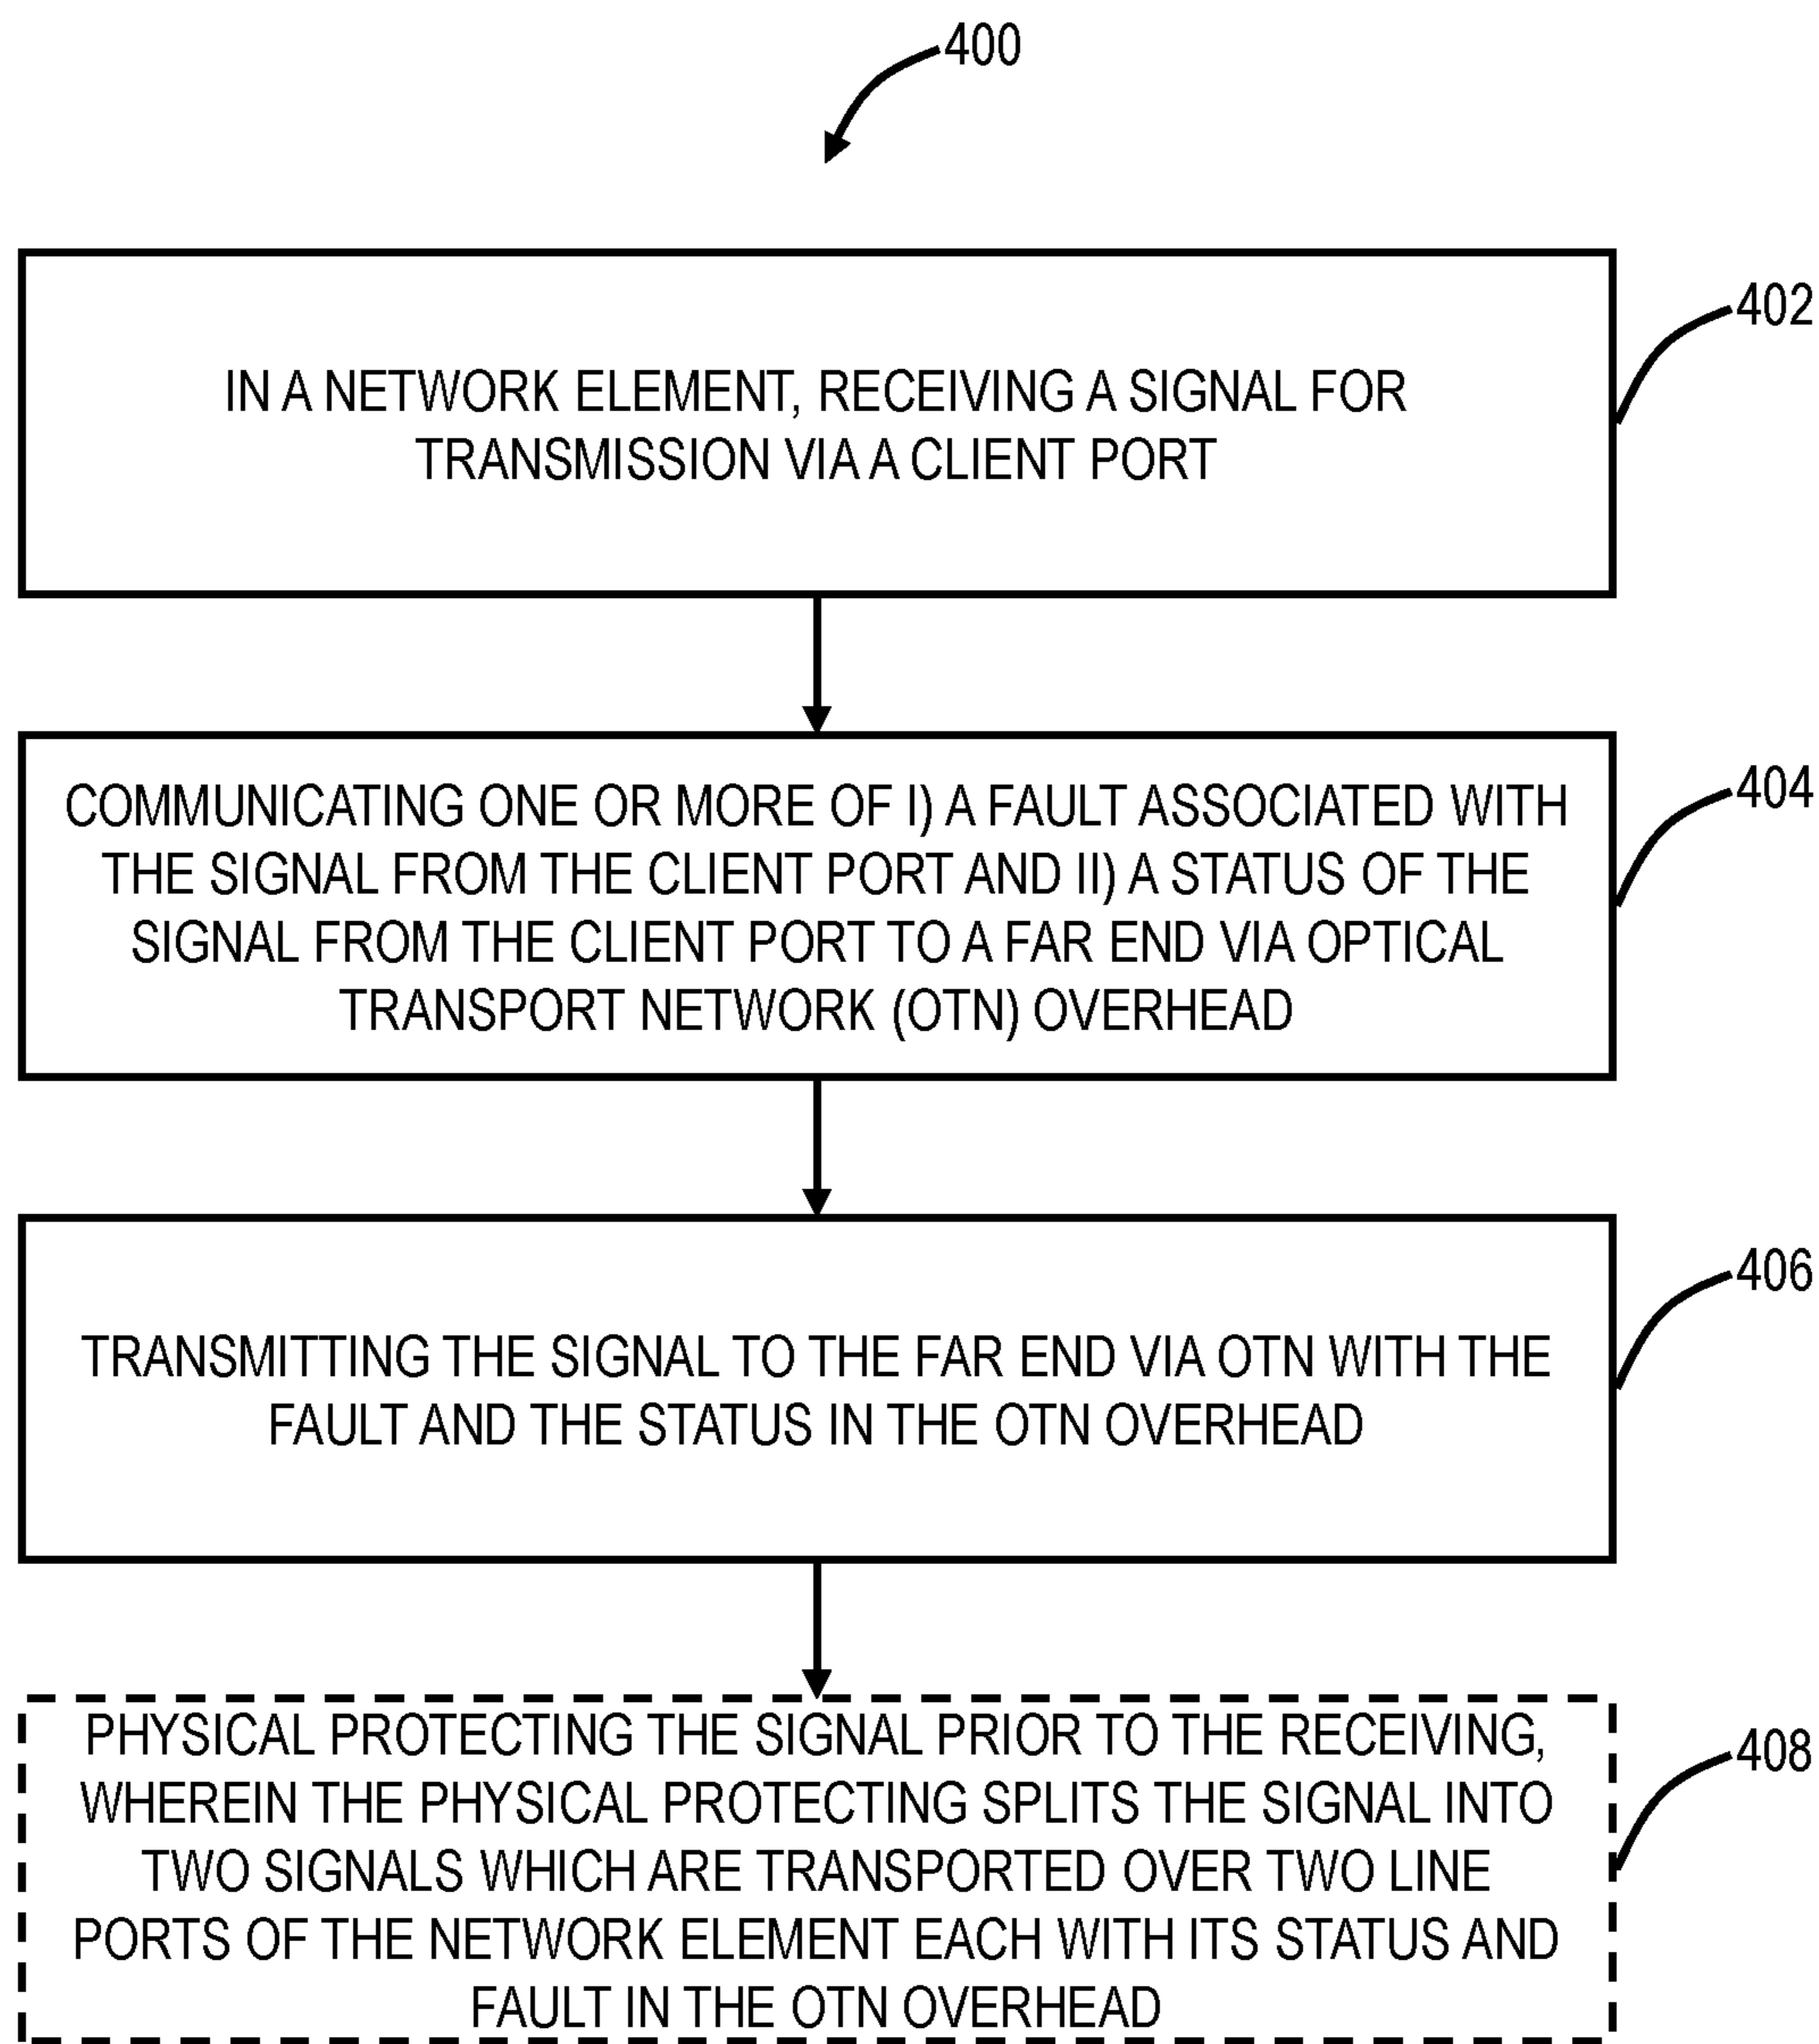 400
402
IN A NETWORK ELEMENT, RECEIVING A SIGNAL FOR
TRANSMISSION VIA A CLIENT PORT
404
COMMUNICATING ONE OR MORE OF I) A FAULT ASSOCIATED WITH
THE SIGNAL FROM THE CLIENT PORT AND II) A STATUS OF THE
SIGNAL FROM THE CLIENT PORT TO A FAR END VIA OPTICAL
TRANSPORT NETWORK (OTN) OVERHEAD
406
TRANSMITTING THE SIGNAL TO THE FAR END VIA OTN WITH THE
FAULT AND THE STATUS IN THE OTN OVERHEAD
408
PHYSICAL PROTECTING THE SIGNAL PRIOR TO THE RECEIVING,
WHEREIN THE PHYSICAL PROTECTING SPLITS THE SIGNAL INTO
TWO SIGNALS WHICH ARE TRANSPORTED OVER TWO LINE
PORTS OF THE NETWORK ELEMENT EACH WITH ITS STATUS AND
FAULT IN THE OTN OVERHEAD